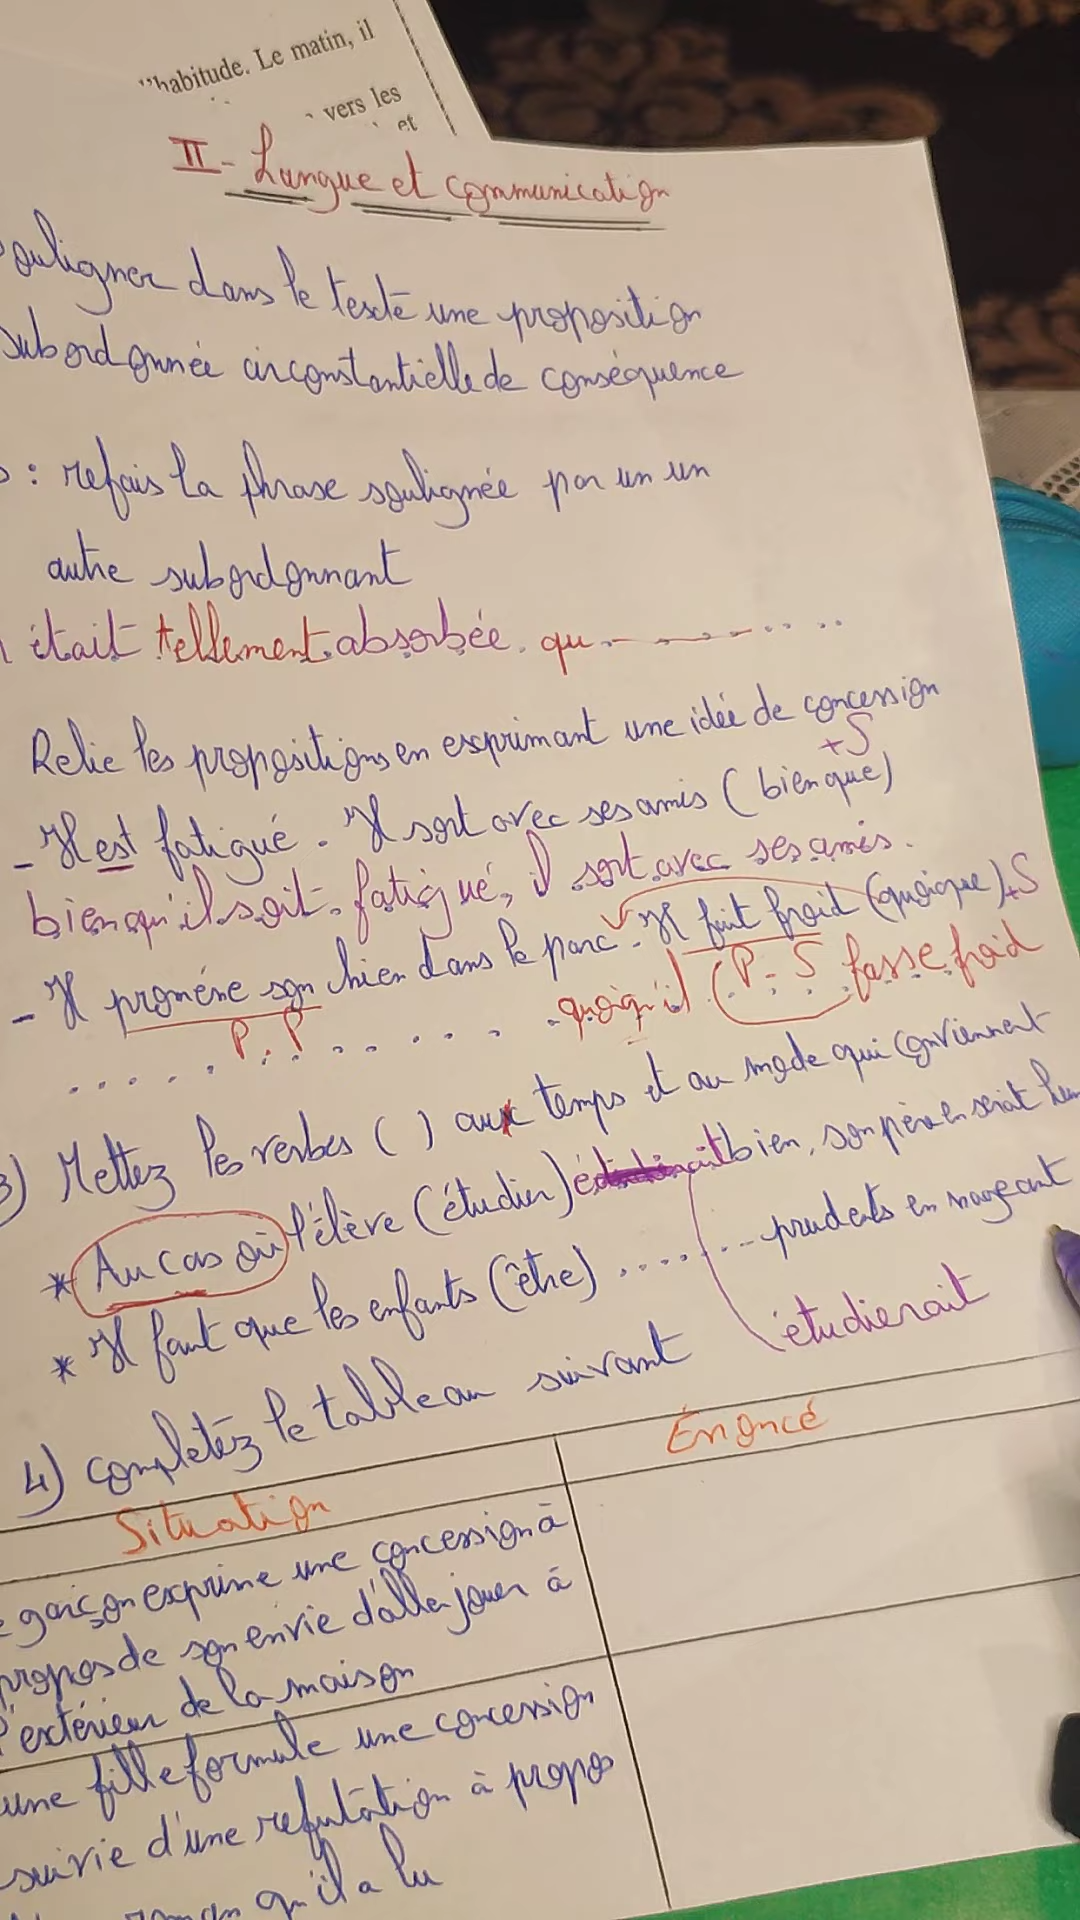 habitude. Le matin, il
vers les
et
II- Langue et communication
ouligner dans le texte une proposition
subordonnée circonstantielle de conséquence
: refais la phrase soulignée par un un
autre subordonnant
était tellement absorbée qu
Relie les propositions en exprimant une idée de concession
+S
- Il est fatigué. Il sort avec ses amis (bien que)
bien qu'il soit fatigué, il sort avec ses amis.
- Il promène son chien dans le parc. Il fait froid (quoique)+S
P.P quoiqu'il (P-S fasse froid
3) Mettez les verbes ( ) aux temps et au mode qui conviennent
* Au cas où l'élève (étudier) bien, son père en serait
* Il faut que les enfants (être) ........ prudents en nageant
étudierait
4) completéz le tableau suivant
Situation
Énoncé
garçon exprime une concession à
propos de son envie d'aller jouer à
l'extérieur de la maison
une fille formule une concession
suivie d'une refutation à propos
qu'il a lu